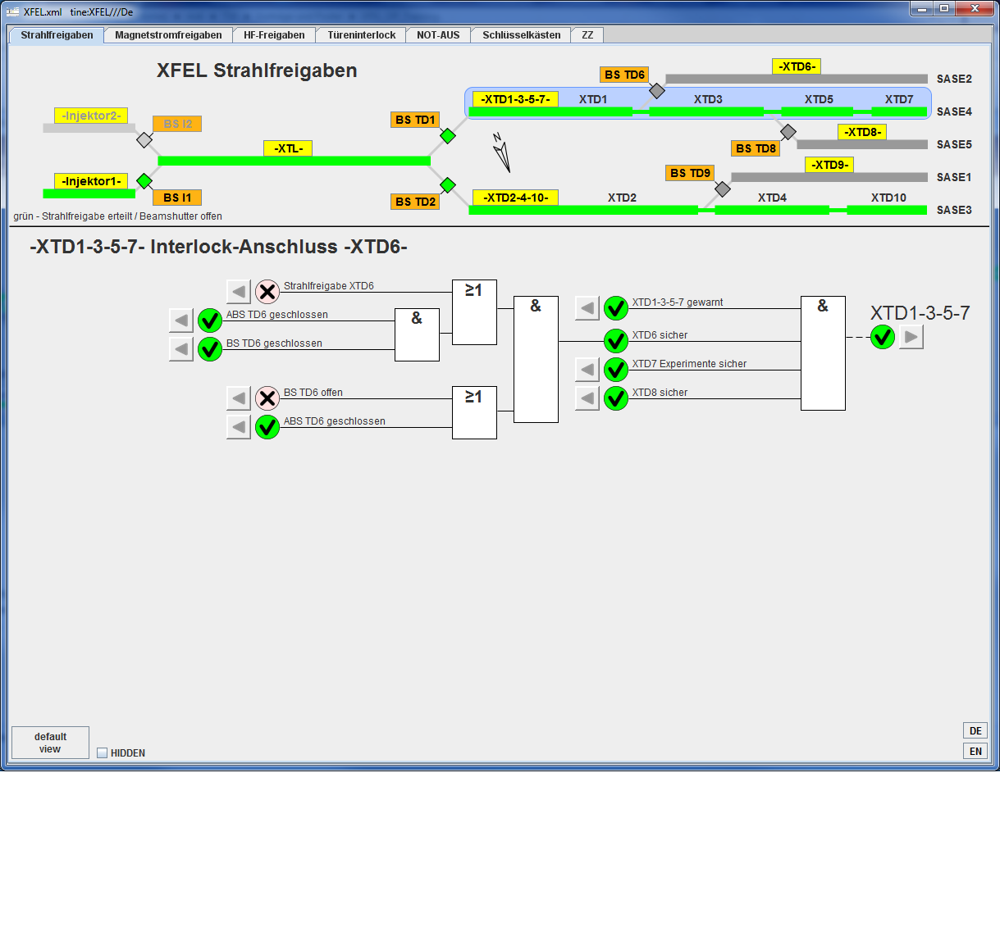 XFEL.xml tine:XFEL///De
Strahlfreigaben Magnetstromfreigaben HF-Freigaben Türeninterlock NOT-AUS Schlüsselkästen ZZ
XFEL Strahlfreigaben
-XTD6-
BS TD6
SASE2
-XTD1-3-5-7- XTD1 XTD3 XTD5 XTD7
SASE4
-Injektor2-
BS I2
BS TD1
N
-XTD8-
SASE5
BS TD8
-XTL-
-XTD9-
BS TD9
SASE1
-Injektor1-
BS I1
BS TD2
-XTD2-4-10- XTD2 XTD4 XTD10
SASE3
grün - Strahlfreigabe erteilt / Beamshutter offen
-XTD1-3-5-7- Interlock-Anschluss -XTD6-
Strahlfreigabe XTD6
≥1
ABS TD6 geschlossen
&
BS TD6 geschlossen
&
BS TD6 offen
≥1
ABS TD6 geschlossen
XTD1-3-5-7 gewarnt
&
XTD6 sicher
XTD7 Experimente sicher
XTD8 sicher
XTD1-3-5-7
default
view
HIDDEN
DE
EN